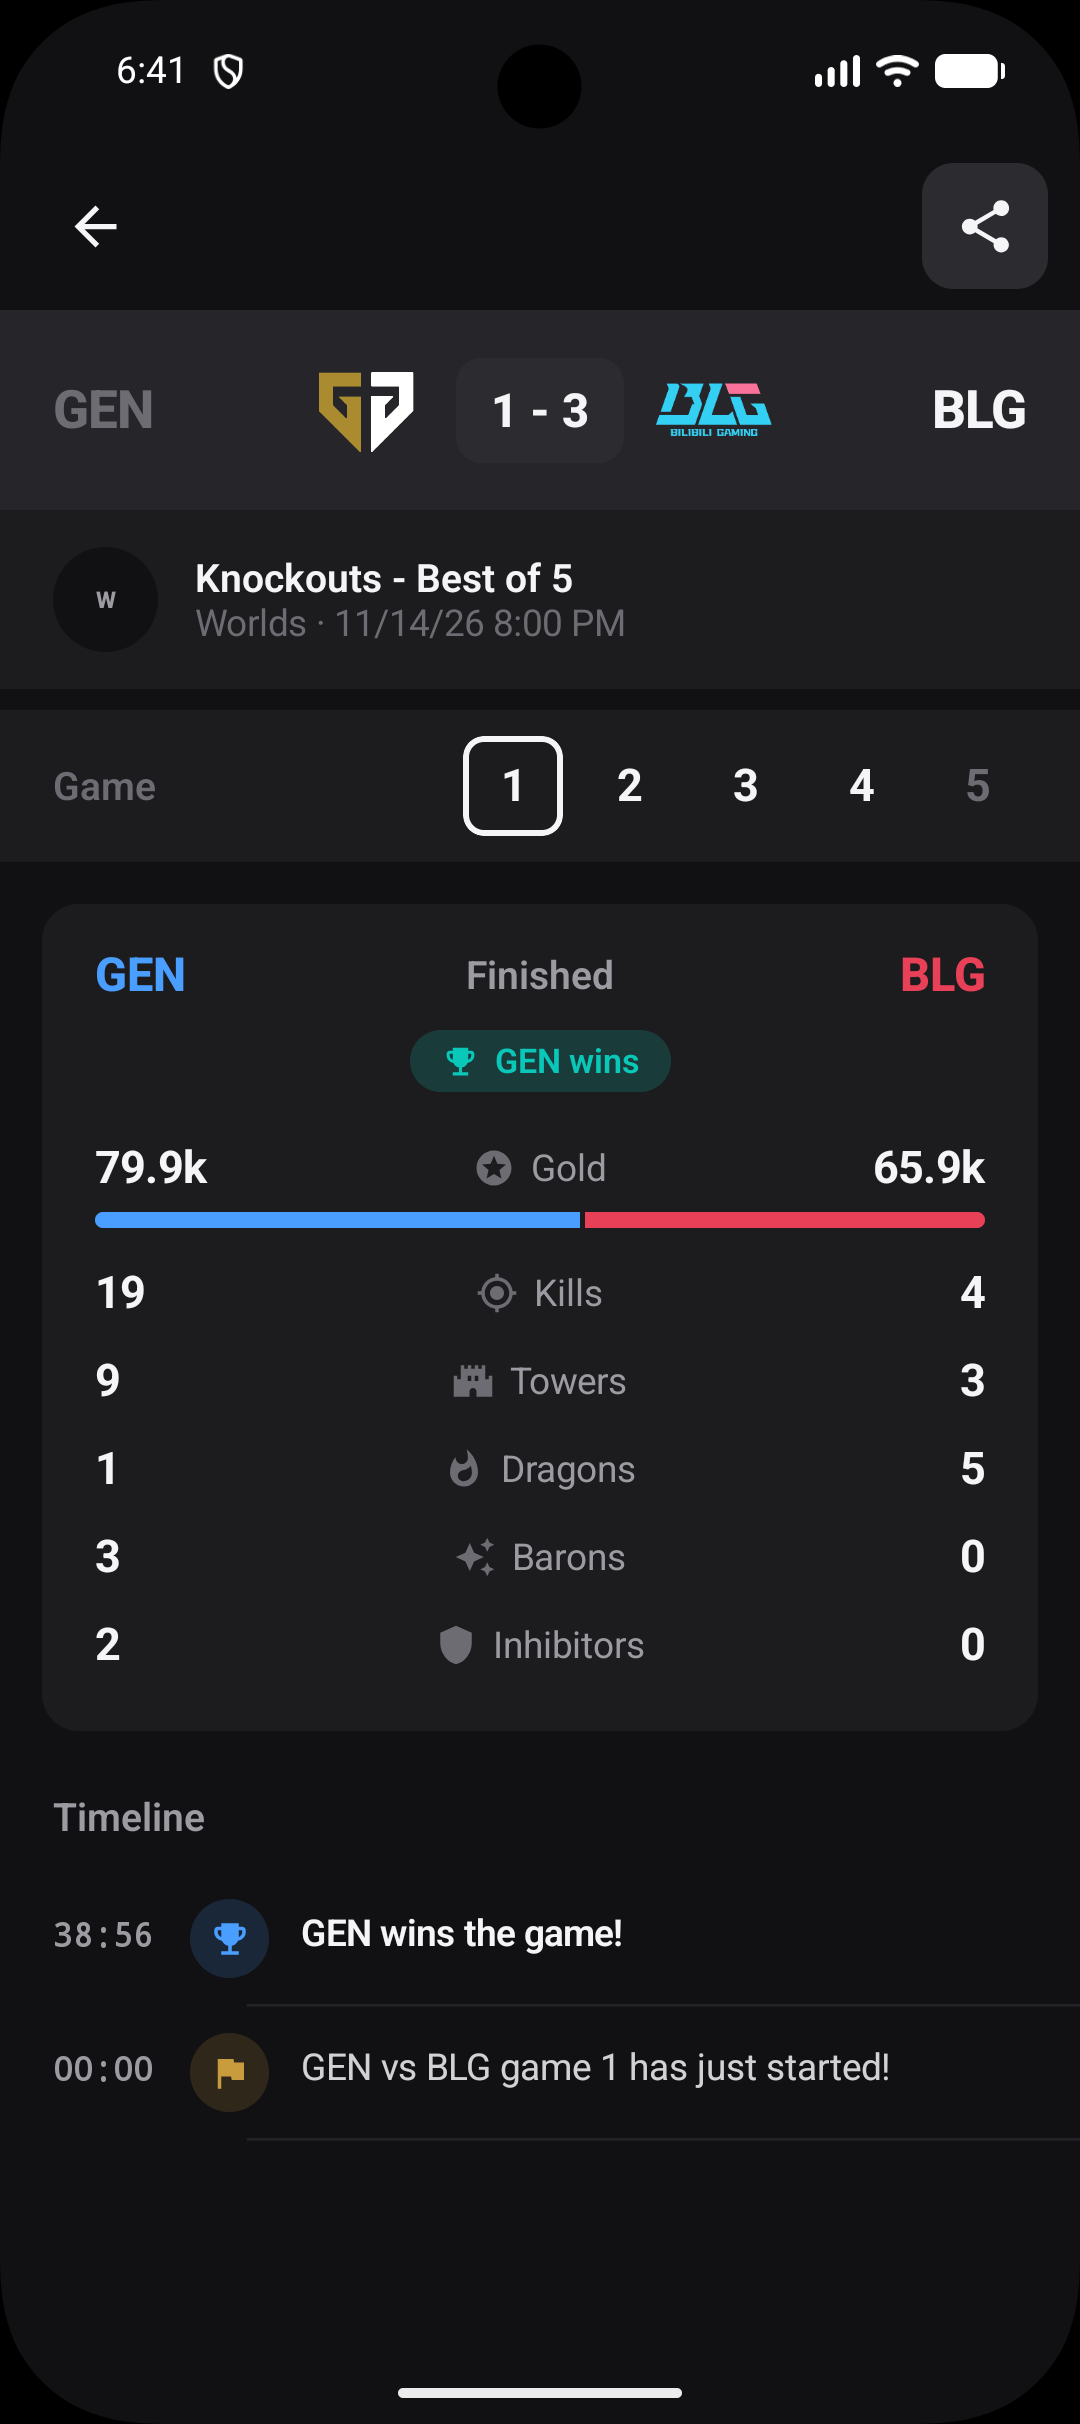 6:41
GEN 1 - 3 BLG
BILIBILI GAMING
W
Knockouts - Best of 5
Worlds · 11/14/26 8:00 PM
Game 1 2 3 4 5
GEN Finished BLG
GEN wins
79.9k Gold 65.9k
19 Kills 4
9 Towers 3
1 Dragons 5
3 Barons 0
2 Inhibitors 0
Timeline
38:56 GEN wins the game!
00:00 GEN vs BLG game 1 has just started!